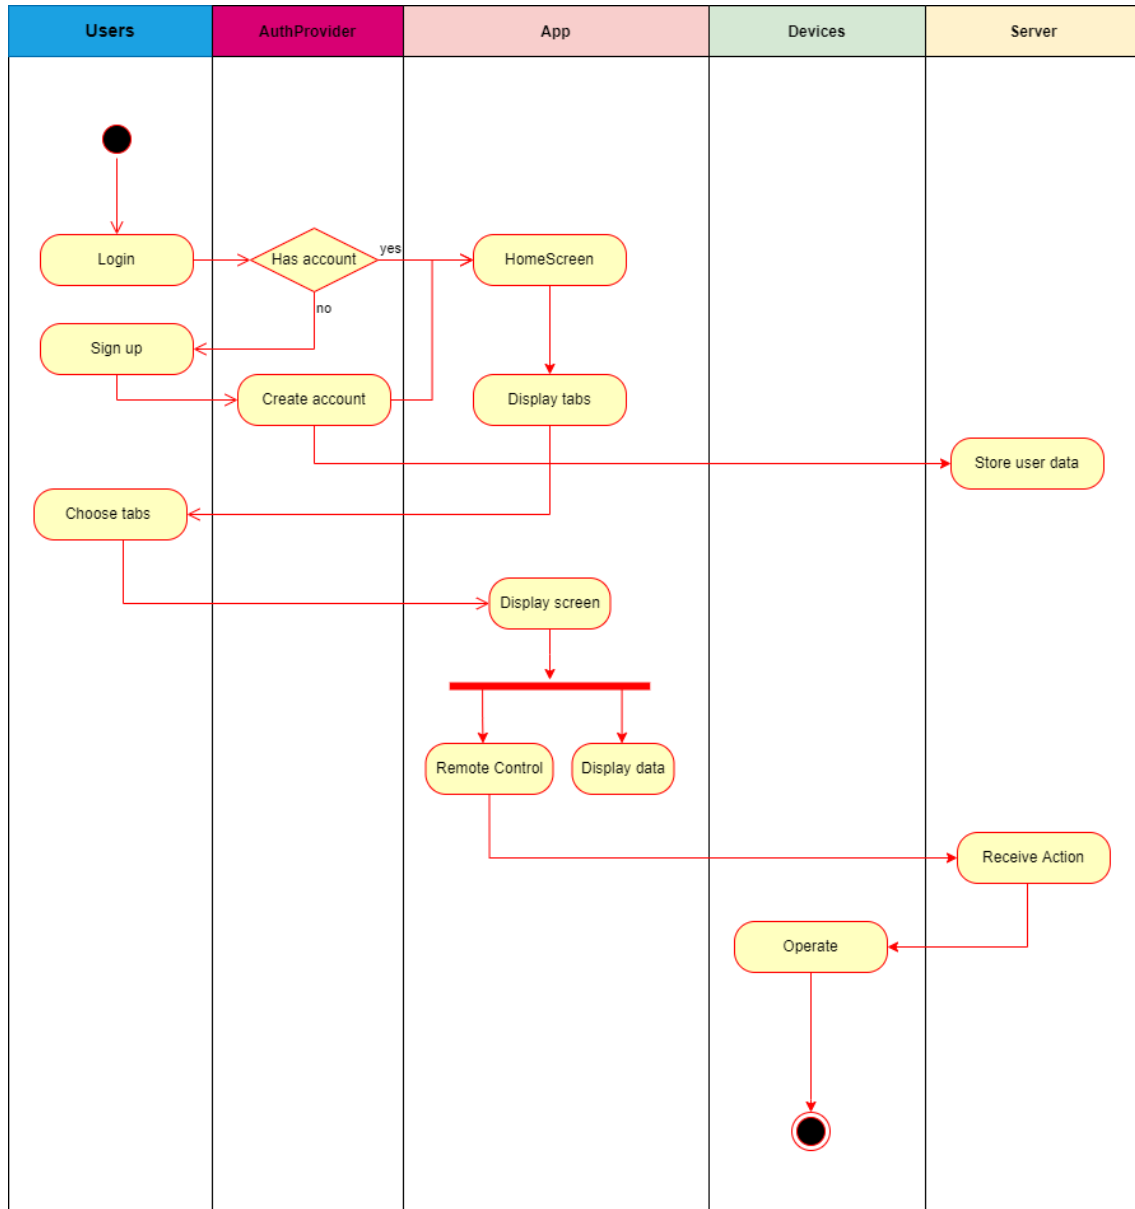 Users
AuthProvider
App
Devices
Server
Login
Has account
yes
HomeScreen
no
Sign up
Create account
Display tabs
Store user data
Choose tabs
Display screen
Remote Control
Display data
Receive Action
Operate